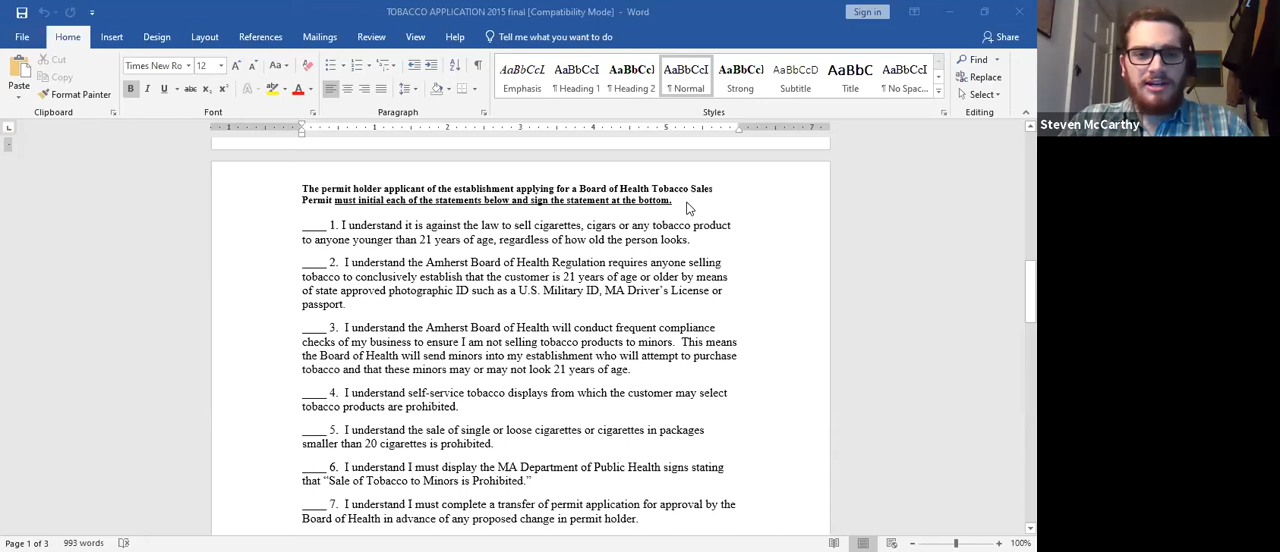 TOBACCO APPLICATION 2015 final [Compatibility Mode] - Word
Sign in
File Home Insert Design Layout References Mailings Review View Help Tell me what you want to do Share
Paste
Cut
Copy
Format Painter
Clipboard
Times New Ro 12
Font
Paragraph
AaBbCcI AaBbCcI AaBbCcI AaBbCcI AaBbCcI AaBbCcD AaBbC AaBbCcI
Emphasis ¶ Heading 1 ¶ Heading 2 ¶ Normal Strong Subtitle Title ¶ No Spac...
Styles
Find
Replace
Select
Editing
Steven McCarthy
1 1 2 3 4 5 7
The permit holder applicant of the establishment applying for a Board of Health Tobacco Sales
Permit must initial each of the statements below and sign the statement at the bottom.
____ 1. I understand it is against the law to sell cigarettes, cigars or any tobacco product
to anyone younger than 21 years of age, regardless of how old the person looks.
____ 2. I understand the Amherst Board of Health Regulation requires anyone selling
tobacco to conclusively establish that the customer is 21 years of age or older by means
of state approved photographic ID such as a U.S. Military ID, MA Driver's License or
passport.
____ 3. I understand the Amherst Board of Health will conduct frequent compliance
checks of my business to ensure I am not selling tobacco products to minors. This means
the Board of Health will send minors into my establishment who will attempt to purchase
tobacco and that these minors may or may not look 21 years of age.
____ 4. I understand self-service tobacco displays from which the customer may select
tobacco products are prohibited.
____ 5. I understand the sale of single or loose cigarettes or cigarettes in packages
smaller than 20 cigarettes is prohibited.
____ 6. I understand I must display the MA Department of Public Health signs stating
that “Sale of Tobacco to Minors is Prohibited.”
____ 7. I understand I must complete a transfer of permit application for approval by the
Board of Health in advance of any proposed change in permit holder.
Page 1 of 3 993 words
100%